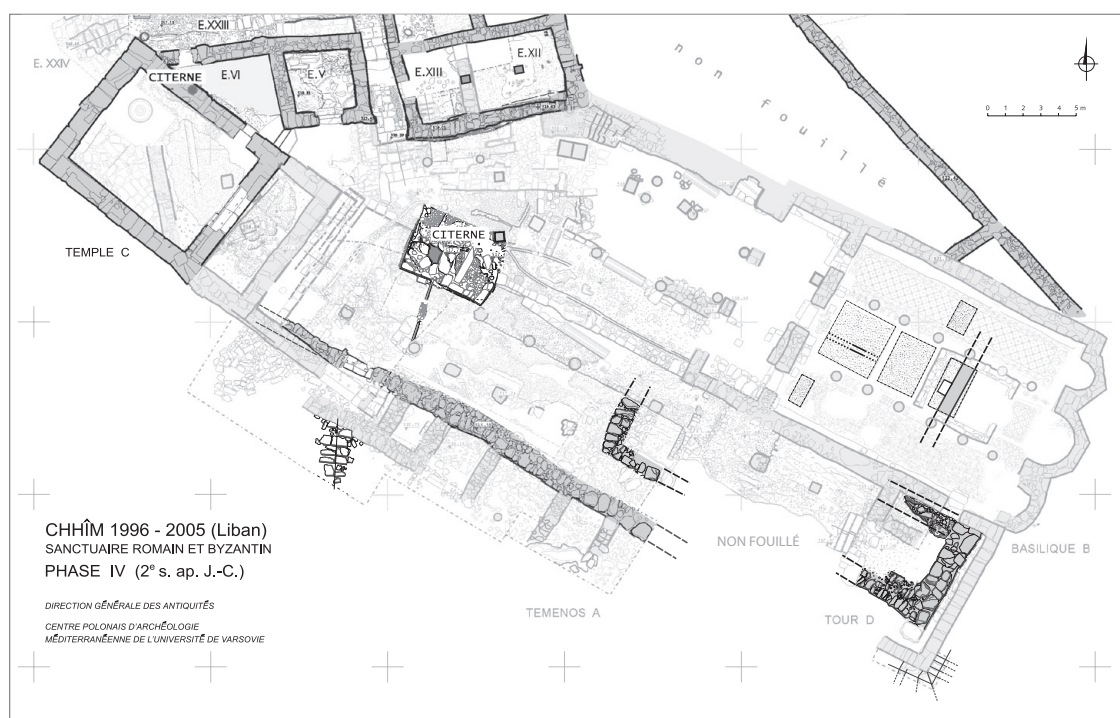 E.XXIII
E. XXIV
CITERNE
E.VI
E.V
E.XIII
E.XII
non fouillé
0 1 2 3 4 5 m
CITERNE
TEMPLE C
CHHÎM 1996 - 2005 (Liban)
SANCTUAIRE ROMAIN ET BYZANTIN
PHASE IV (2e s. ap. J.-C.)
DIRECTION GÉNÉRALE DES ANTIQUITÉS
CENTRE POLONAIS D'ARCHÉOLOGIE
MÉDITERRANÉENNE DE L'UNIVERSITÉ DE VARSOVIE
NON FOUILLÉ
BASILIQUE B
TEMENOS A
TOUR D